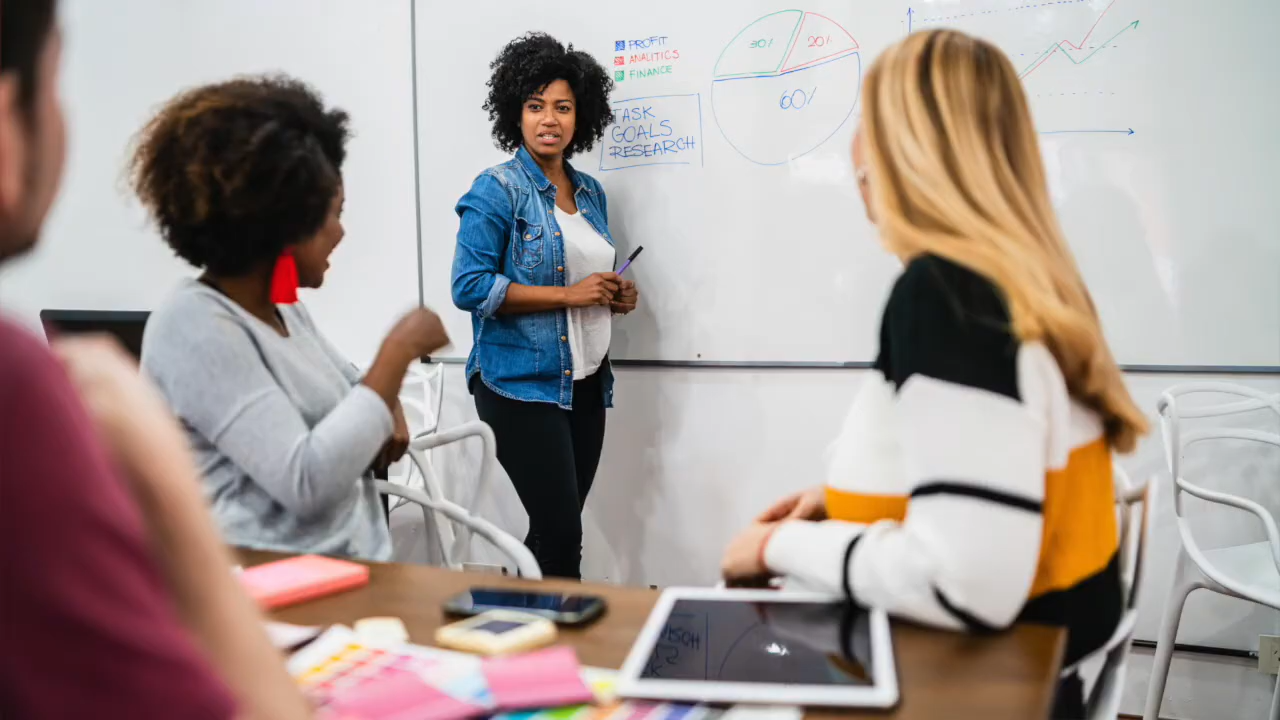 PROFIT
ANALITICS
FINANCE
TASK
GOALS
RESEARCH
30%
20%
60%